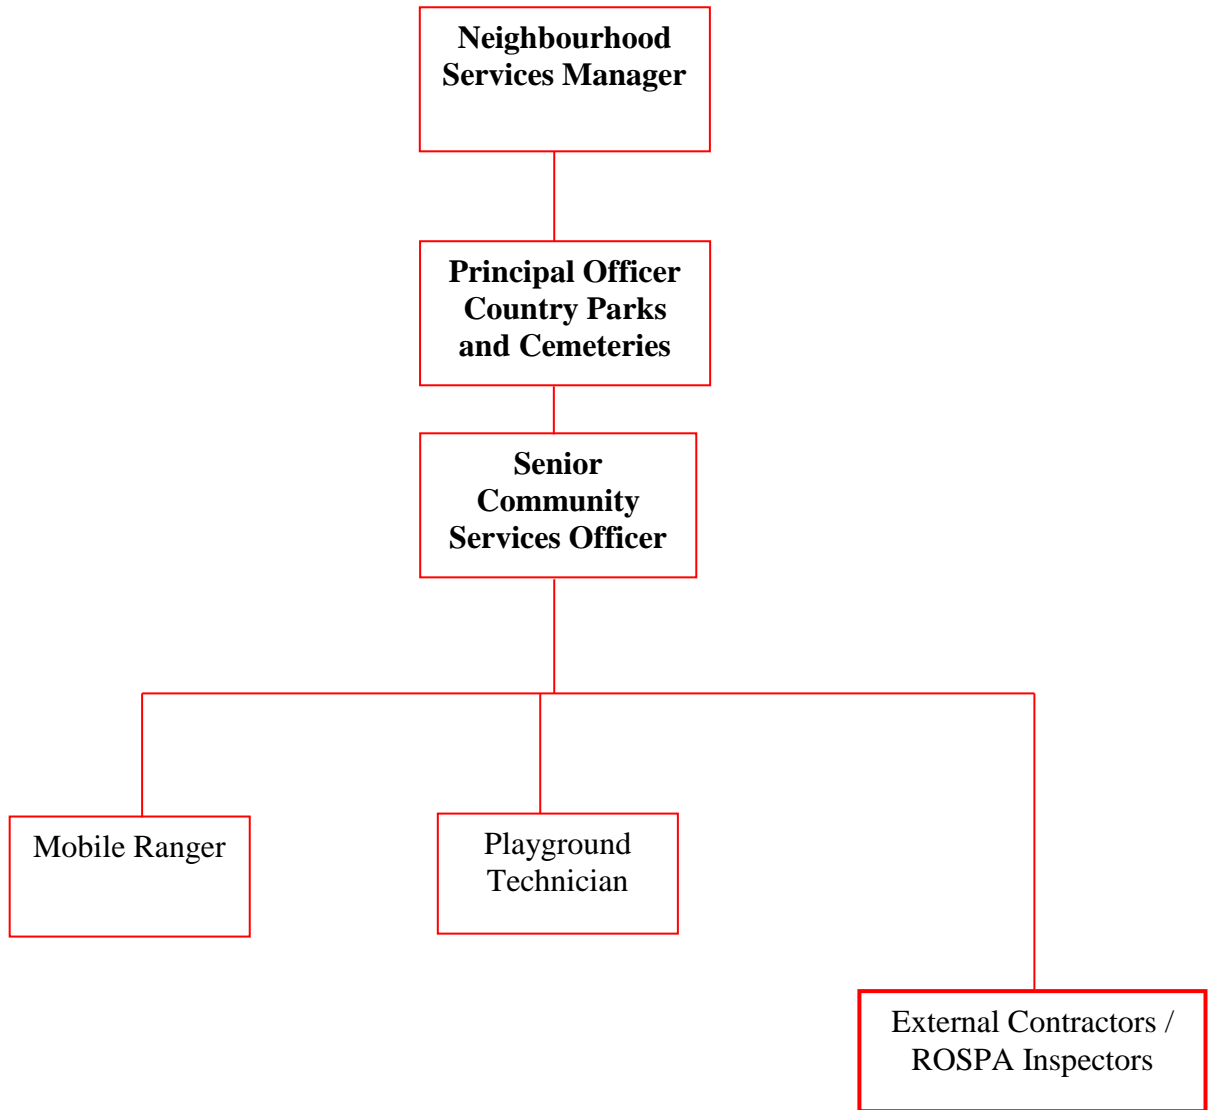 Neighbourhood
Services Manager
Principal Officer
Country Parks
and Cemeteries
Senior
Community
Services Officer
Mobile Ranger
Playground
Technician
External Contractors /
ROSPA Inspectors